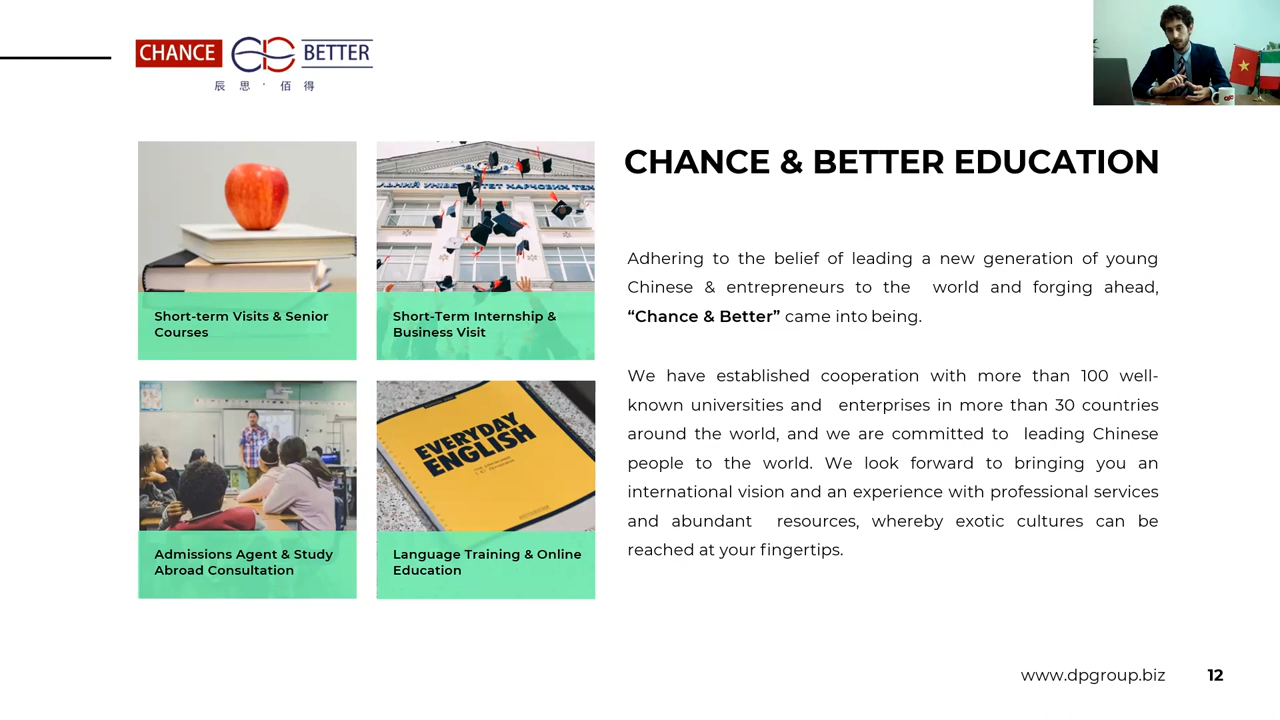 CHANCE BETTER
辰思·佰得
CHANCE & BETTER EDUCATION
Short-term Visits & Senior
Courses
Short-Term Internship &
Business Visit
EVERYDAY
ENGLISH
Admissions Agent & Study
Abroad Consultation
Language Training & Online
Education
Adhering to the belief of leading a new generation of young
Chinese & entrepreneurs to the world and forging ahead,
“Chance & Better” came into being.
We have established cooperation with more than 100 well-
known universities and enterprises in more than 30 countries
around the world, and we are committed to leading Chinese
people to the world. We look forward to bringing you an
international vision and an experience with professional services
and abundant resources, whereby exotic cultures can be
reached at your fingertips.
www.dpgroup.biz 12